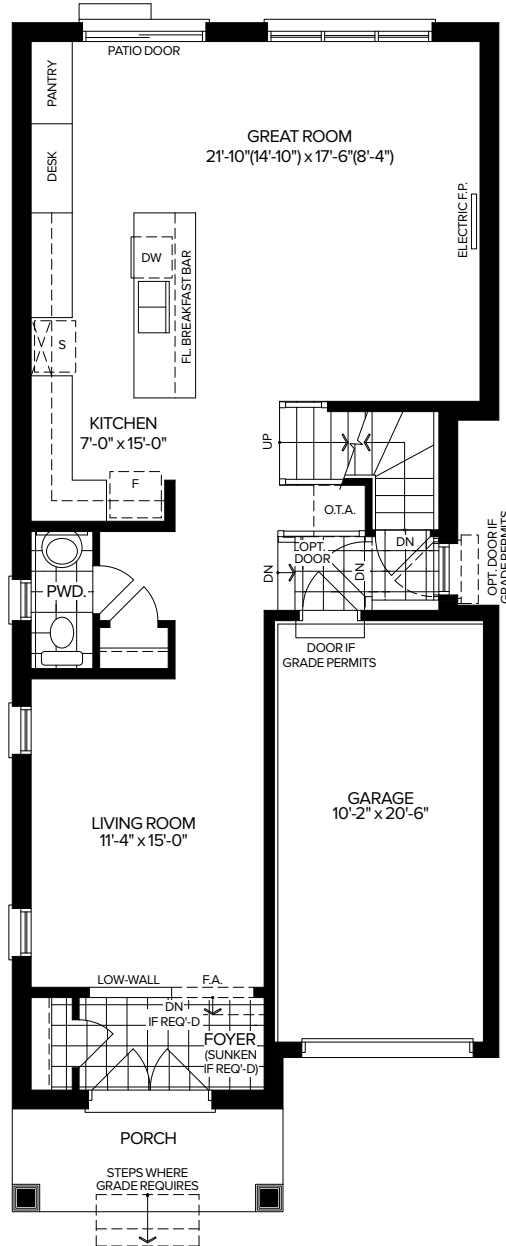 PATIO DOOR
PANTRY
DESK
GREAT ROOM
21'-10"(14'-10") x 17'-6"(8'-4")
ELECTRIC F.P.
DW
FL. BREAKFAST BAR
S
KITCHEN
7'-0" x 15'-0"
F
UP
O.T.A.
DN
OPT.
DOOR
DN
DN
OPT. DOOR IF
GRADE PERMITS
PWD.
DOOR IF
GRADE PERMITS
LIVING ROOM
11'-4" x 15'-0"
GARAGE
10'-2" x 20'-6"
LOW-WALL
F.A.
DN
IF REQ'-D
FOYER
(SUNKEN
IF REQ'-D)
PORCH
STEPS WHERE
GRADE REQUIRES